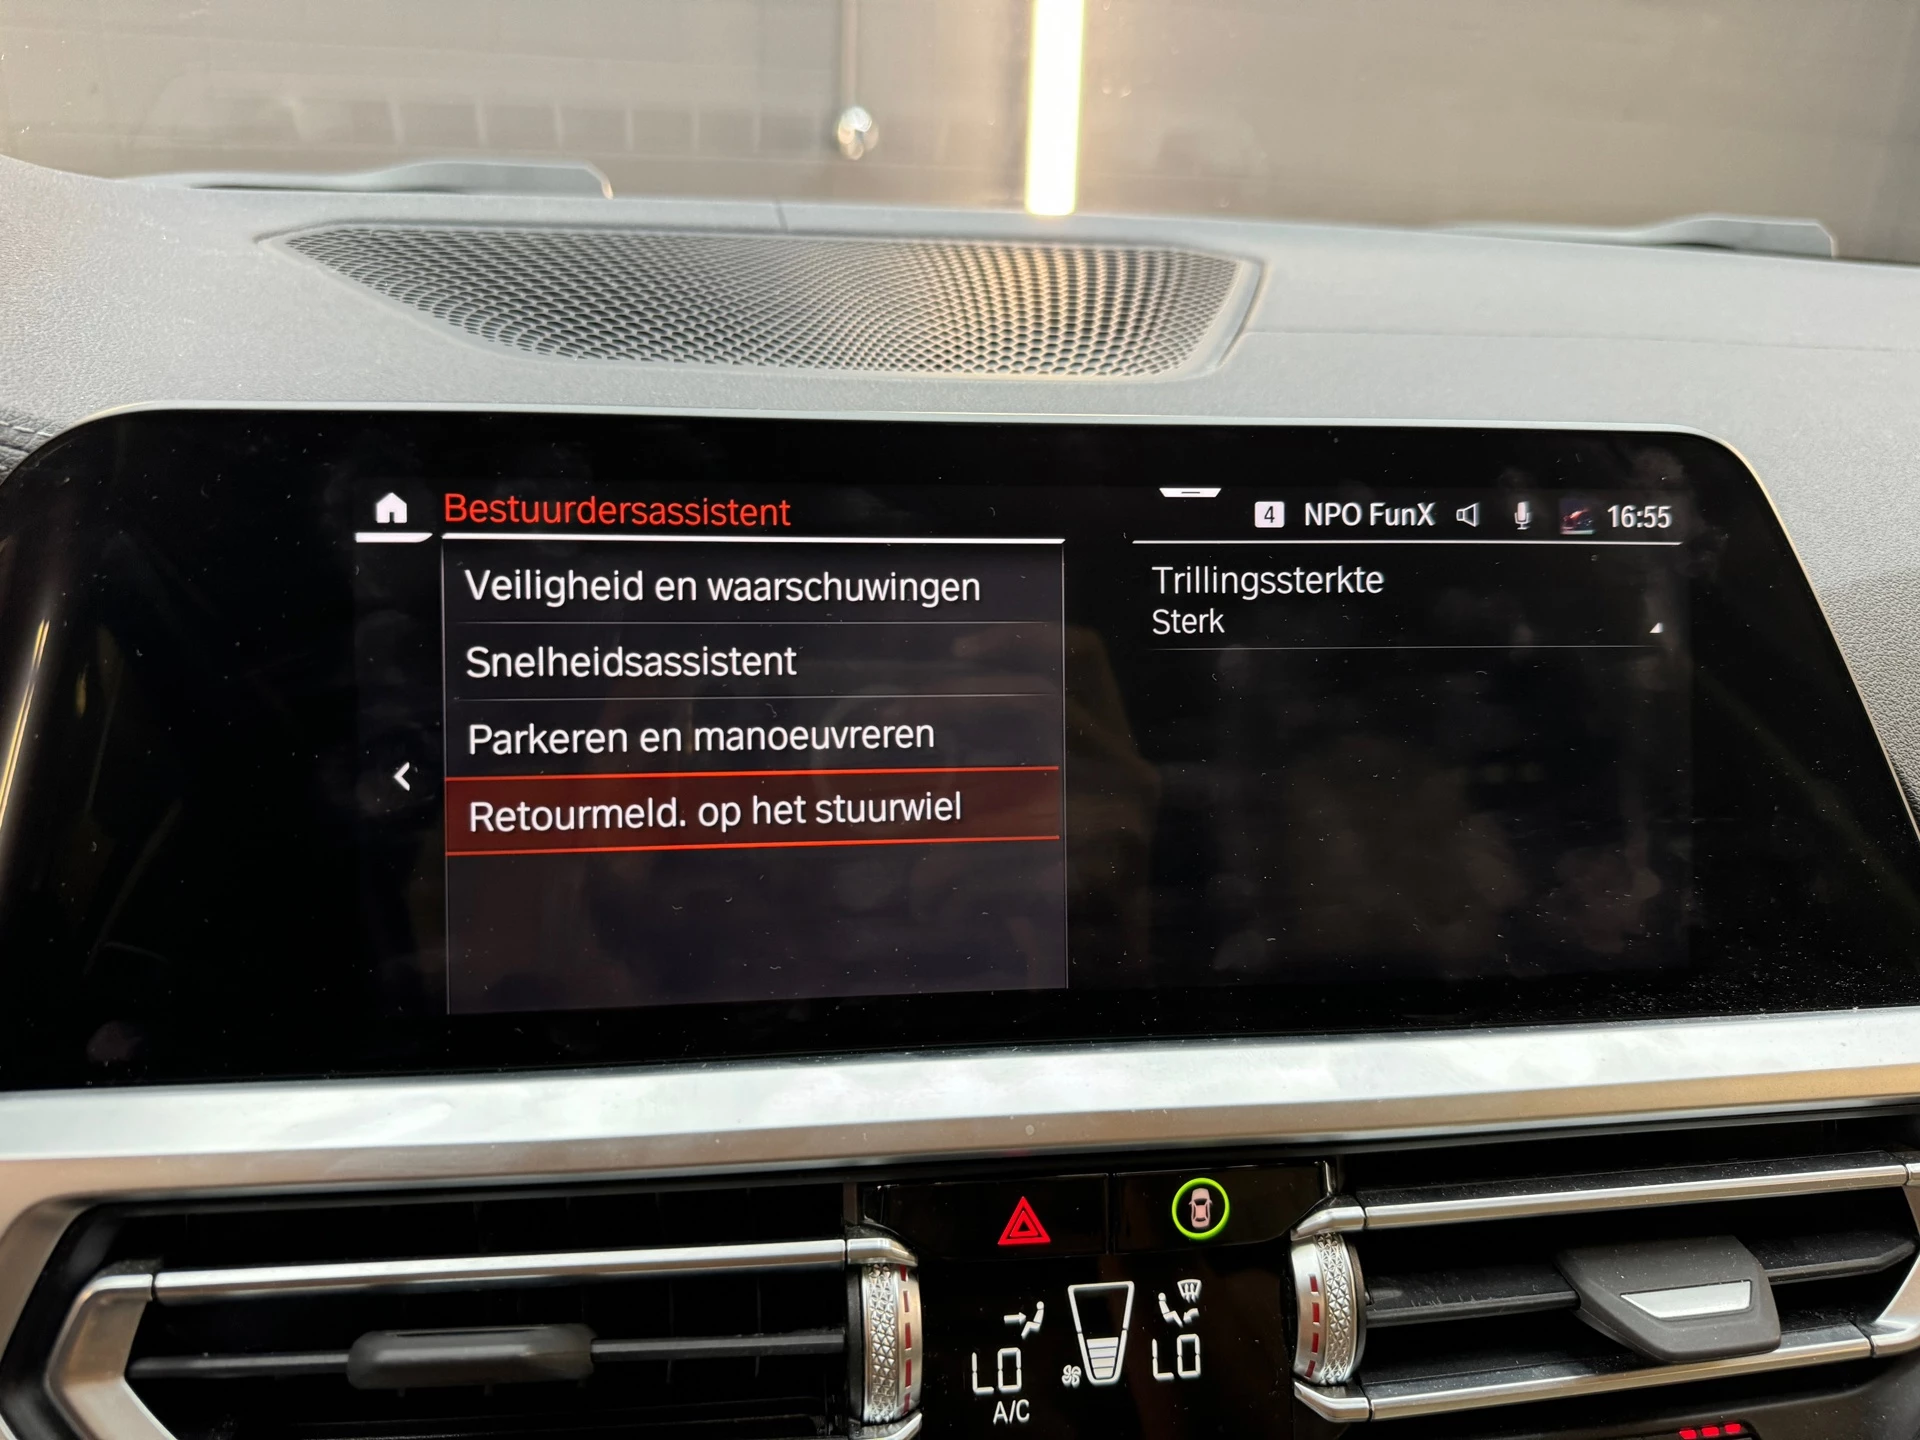 Bestuurdersassistent
4 NPO FunX 16:55
Veiligheid en waarschuwingen
Snelheidsassistent
Parkeren en manoeuvreren
Retourmeld. op het stuurwiel
Trillingssterkte
Sterk
LO LO
A/C